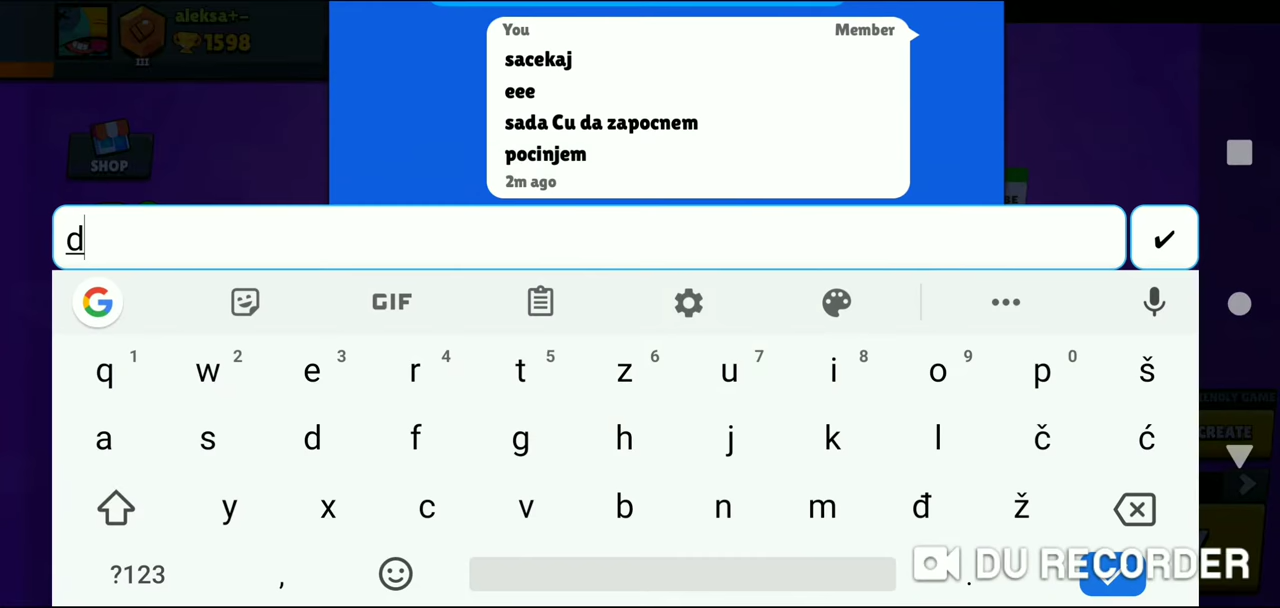 aleksa+-
1598
III
SHOP
You Member
sacekaj
eee
sada Cu da zapocnem
pocinjem
2m ago
d
GIF
q 1 w 2 e 3 r 4 t 5 z 6 u 7 i 8 o 9 p 0 š
a s d f g h j k l č ć
y x c v b n m đ ž
?123 , .
CREATE
DU RECORDER